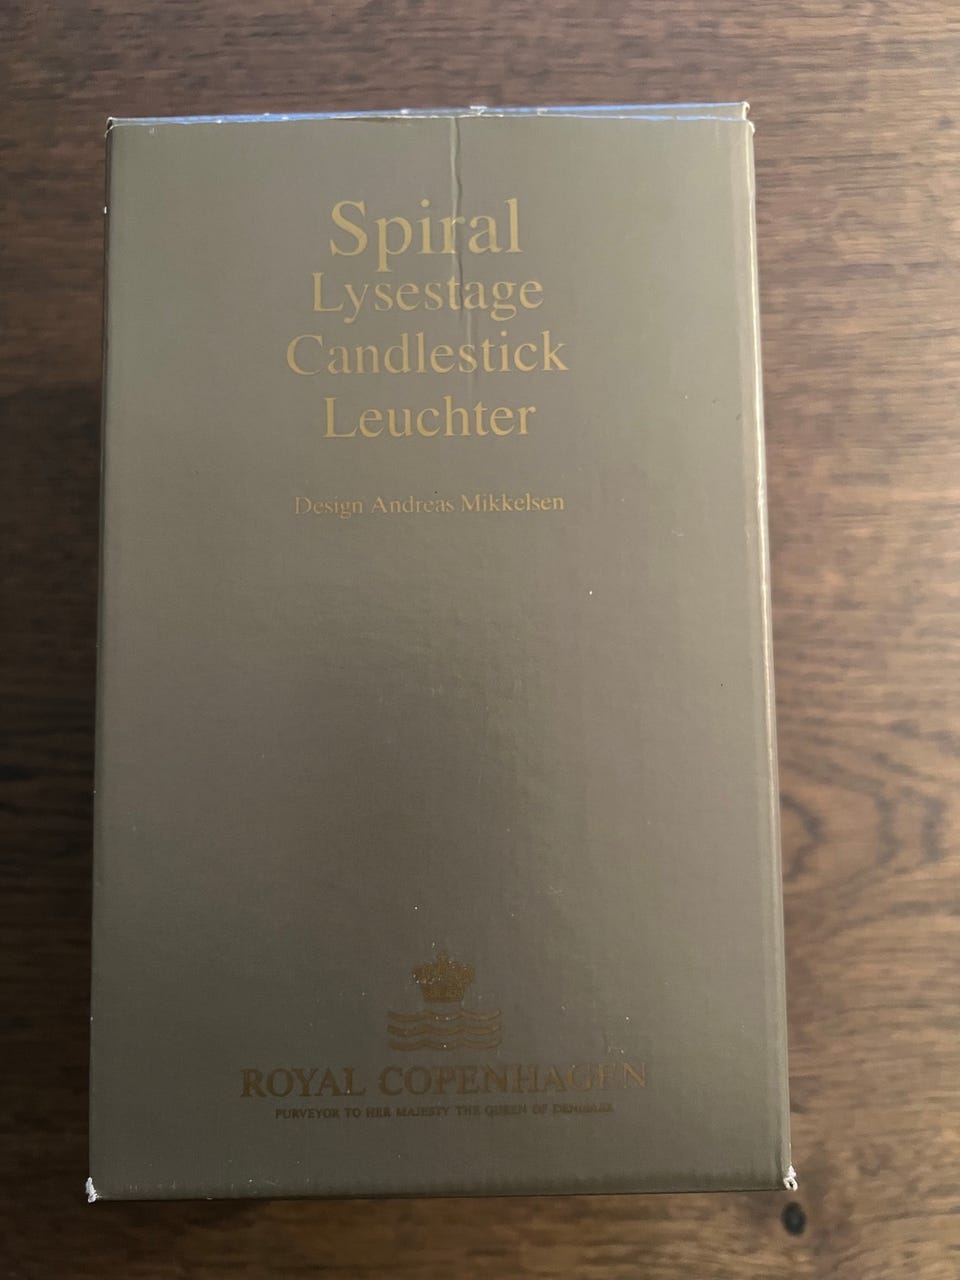 Spiral
Lysestage
Candlestick
Leuchter
Design Andreas Mikkelsen
ROYAL COPENHAGEN
PURVEYOR TO HER MAJESTY THE QUEEN OF DENMARK